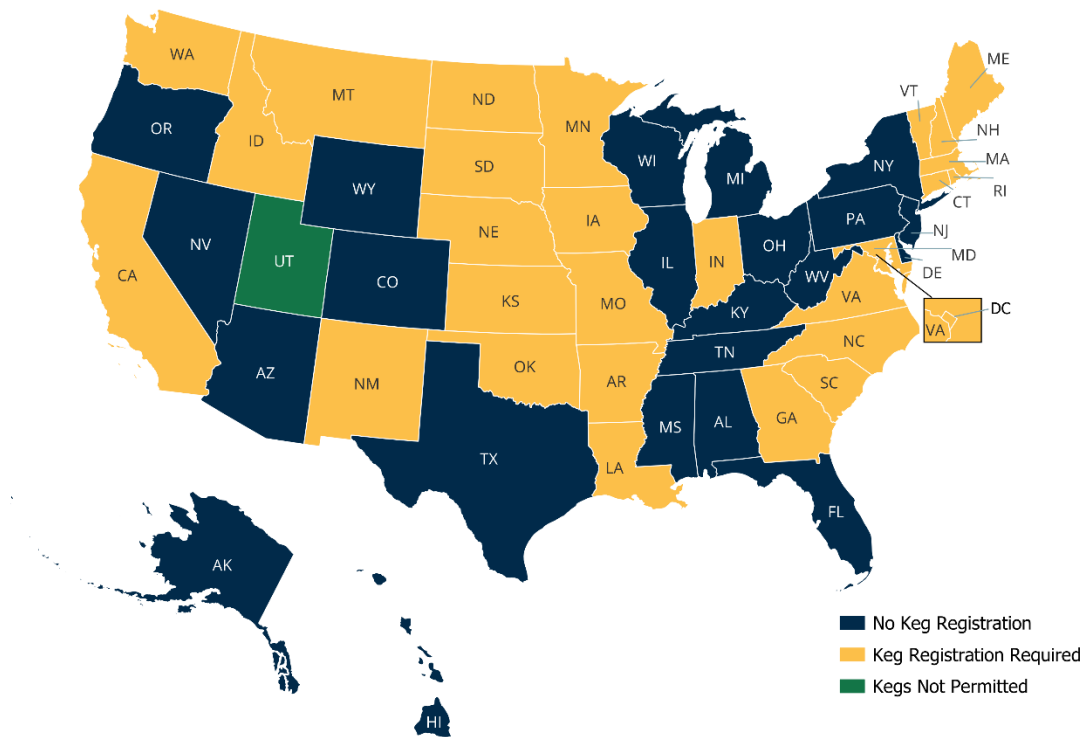 WA
ME
VT
MT
ND
MN
OR
NH
ID
WI
NY
MA
SD
MI
RI
WY
CT
IA
PA
NE
NJ
NV
OH
MD
UT
IL
IN
DE
CA
CO
WV
KS
MO
VA
KY
DC
VA
NC
TN
AZ
OK
NM
AR
SC
GA
MS
AL
TX
LA
FL
AK
No Keg Registration
Keg Registration Required
Kegs Not Permitted
HI